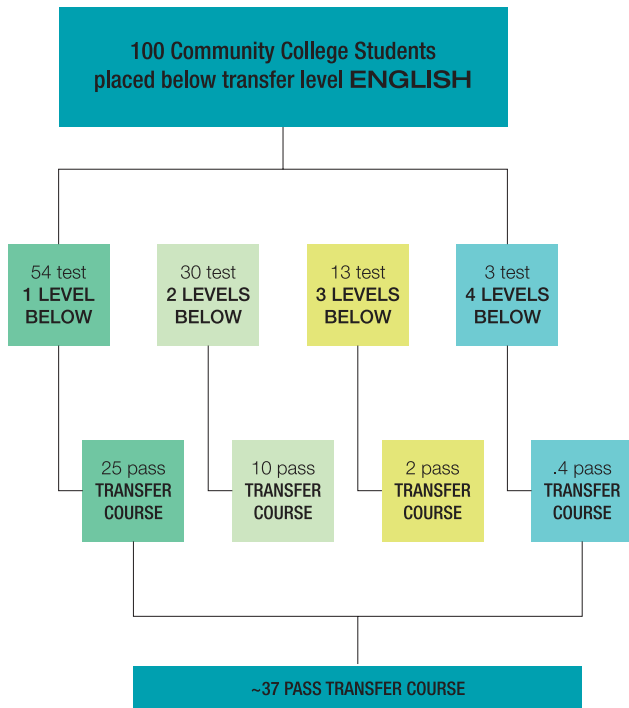 100 Community College Students
placed below transfer level ENGLISH
54 test
1 LEVEL
BELOW
30 test
2 LEVELS
BELOW
13 test
3 LEVELS
BELOW
3 test
4 LEVELS
BELOW
25 pass
TRANSFER
COURSE
10 pass
TRANSFER
COURSE
2 pass
TRANSFER
COURSE
.4 pass
TRANSFER
COURSE
~37 PASS TRANSFER COURSE